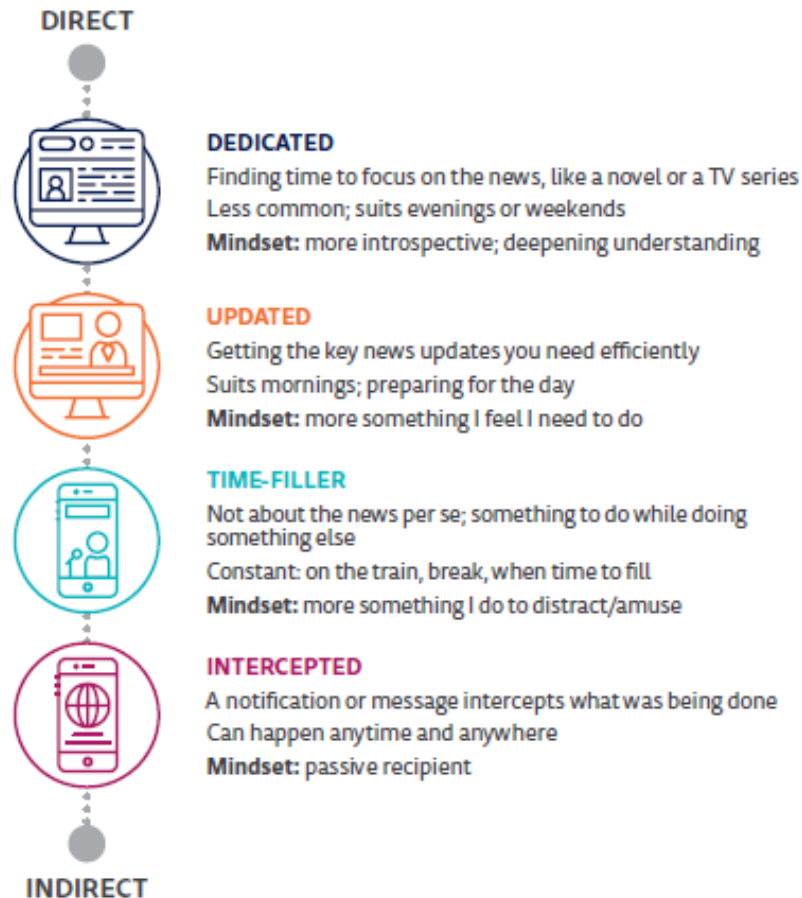 DIRECT
DEDICATED
Finding time to focus on the news, like a novel or a TV series
Less common; suits evenings or weekends
Mindset: more introspective; deepening understanding
UPDATED
Getting the key news updates you need efficiently
Suits mornings; preparing for the day
Mindset: more something I feel I need to do
TIME-FILLER
Not about the news per se; something to do while doing
something else
Constant: on the train, break, when time to fill
Mindset: more something I do to distract/amuse
INTERCEPTED
A notification or message intercepts what was being done
Can happen anytime and anywhere
Mindset: passive recipient
INDIRECT